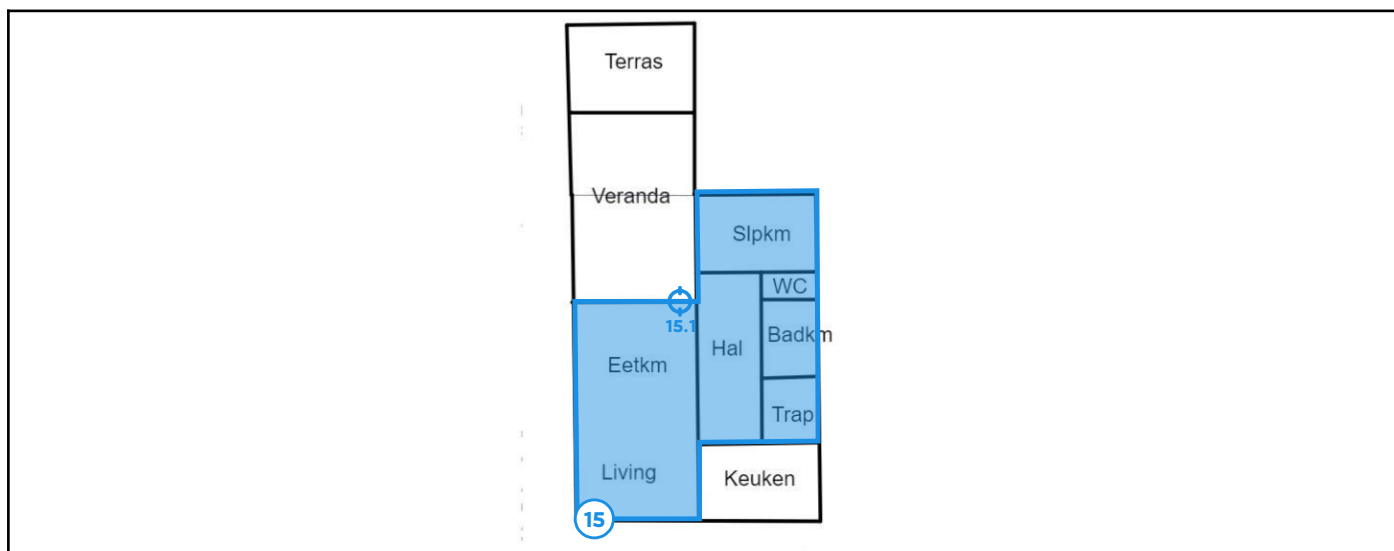 Terras
Veranda
Slpkm
WC
15.1
Badkm
Hal
Eetkm
Trap
Living
Keuken
15